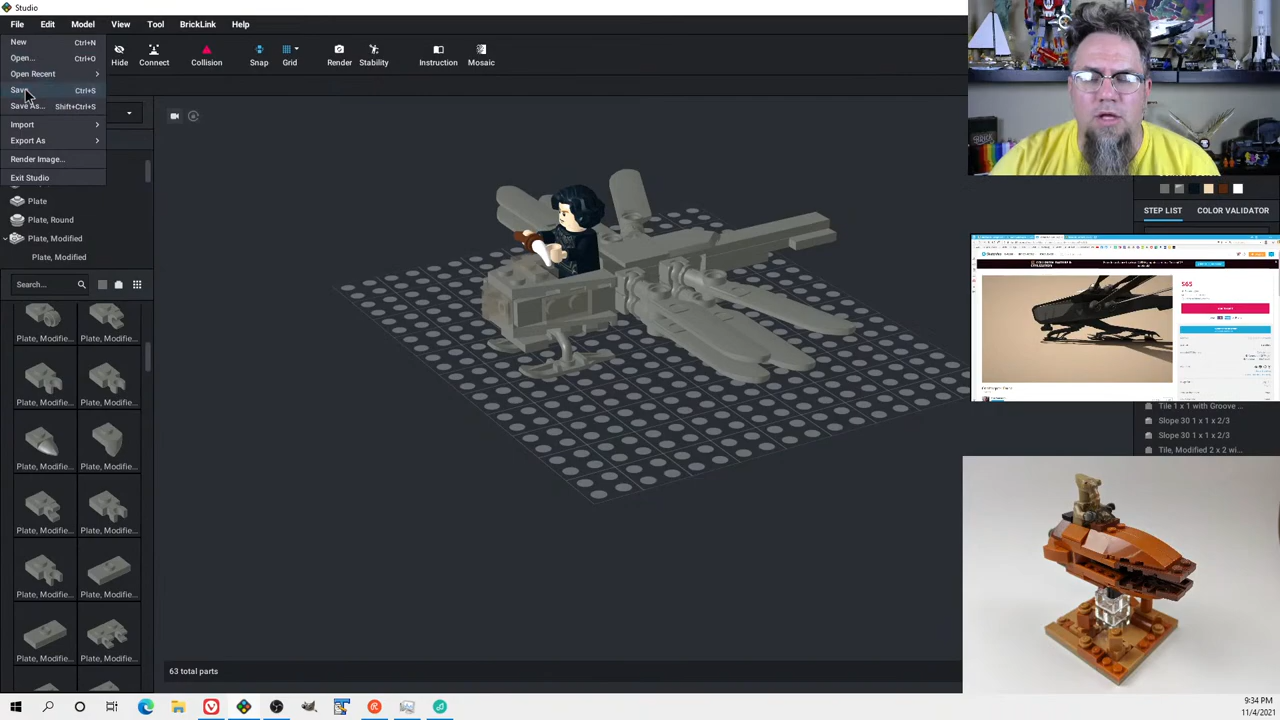 Studio
File Edit Model View Tool BrickLink Help
New Ctrl+N
Open... Ctrl+O
Open Recent
Save Ctrl+S
Save As... Shift+Ctrl+S
Import
Export As
Render Image...
Exit Studio
Hide Connect Collision Snap Grid Render Stability Instruction Mosaic
Plate
Plate, Round
Plate, Modified
Plate, Modified
Sear
Plate, Modifie... Plate, Modifie...
Plate, Modifie... Plate, Modifie...
Plate, Modifie... Plate, Modifie...
Plate, Modifie... Plate, Modifie...
Plate, Modifie... Plate, Modifie...
Plate, Modifie... Plate, Modifie...
63 total parts
STEP LIST COLOR VALIDATOR
$65
Tile 1 x 1 with Groove ...
Slope 30 1 x 1 x 2/3
Slope 30 1 x 1 x 2/3
Tile, Modified 2 x 2 wi...
9:34 PM
11/4/2021